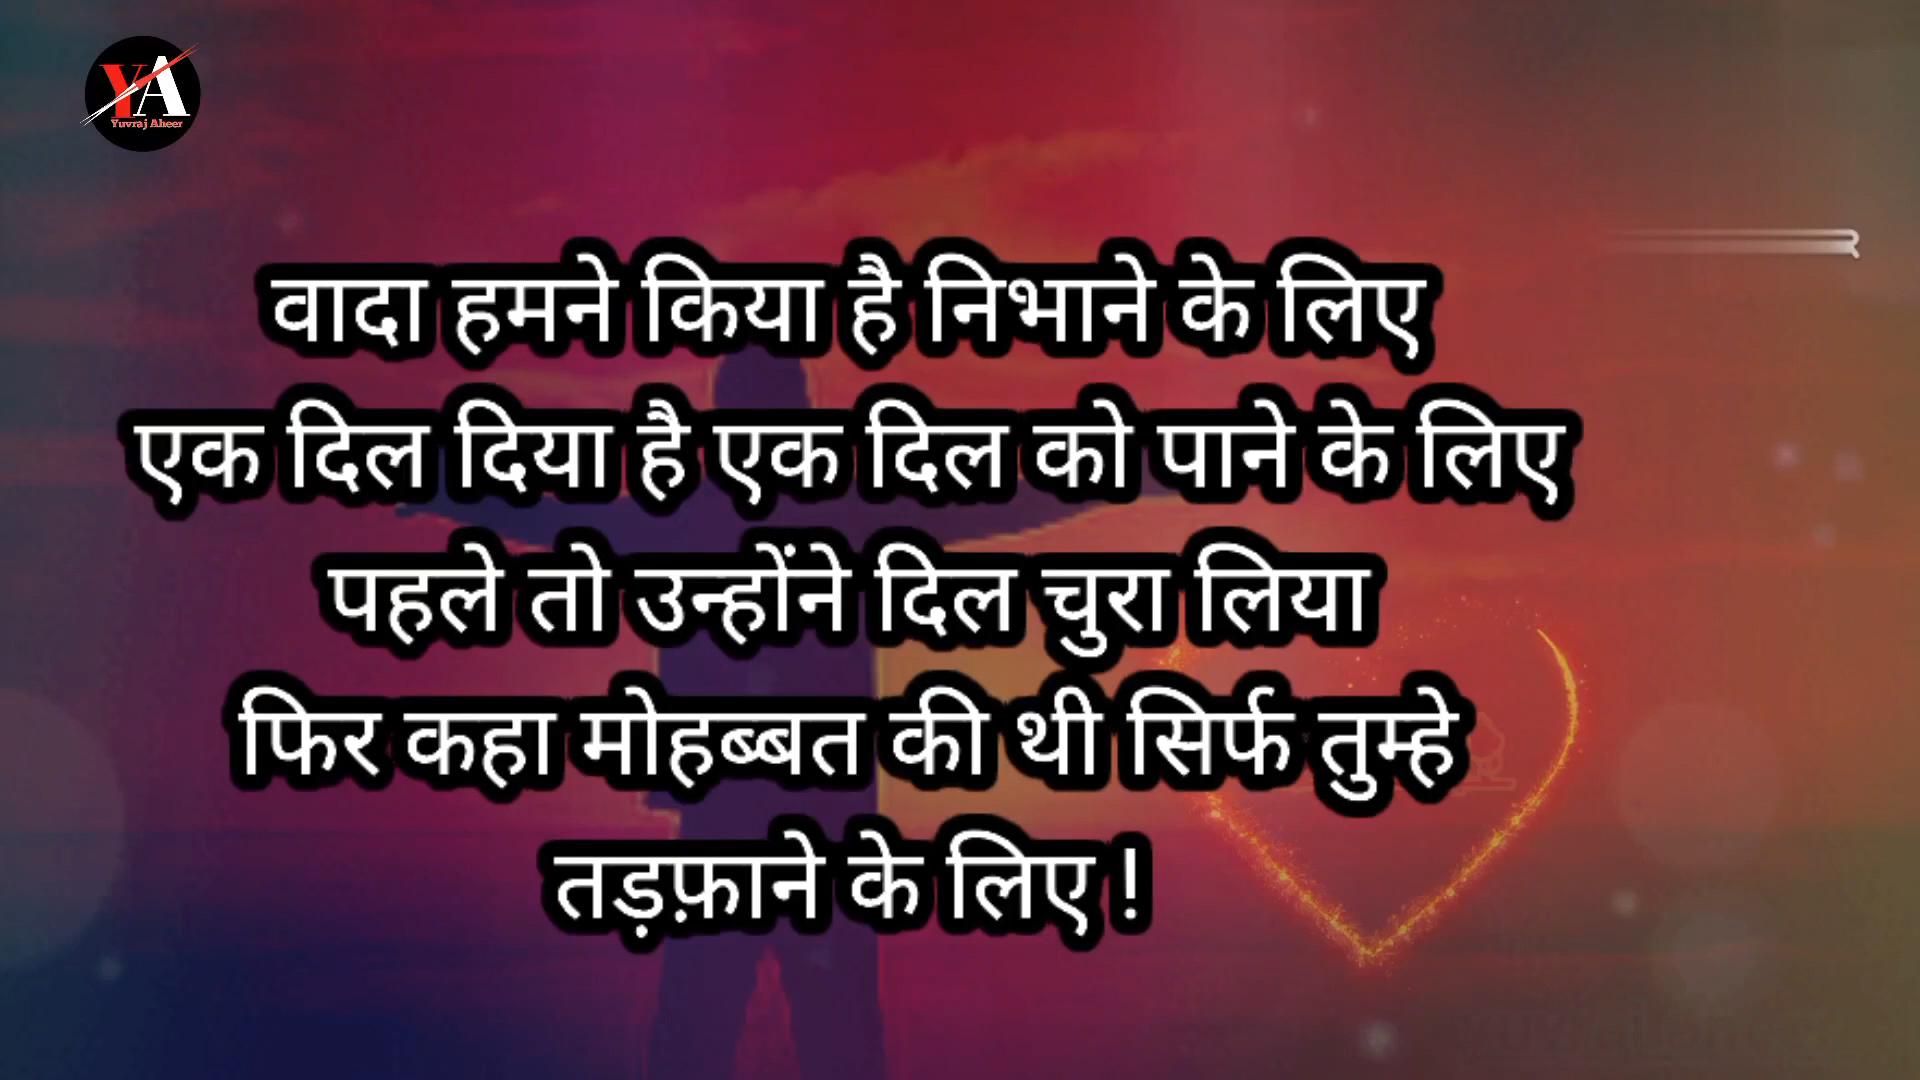 YA
Yuvraj Aheer
वादा हमने किया है निभाने के लिए
एक दिल दिया है एक दिल को पाने के लिए
पहले तो उन्होंने दिल चुरा लिया
फिर कहा मोहब्बत की थी सिर्फ तुम्हे
तड़फ़ाने के लिए !